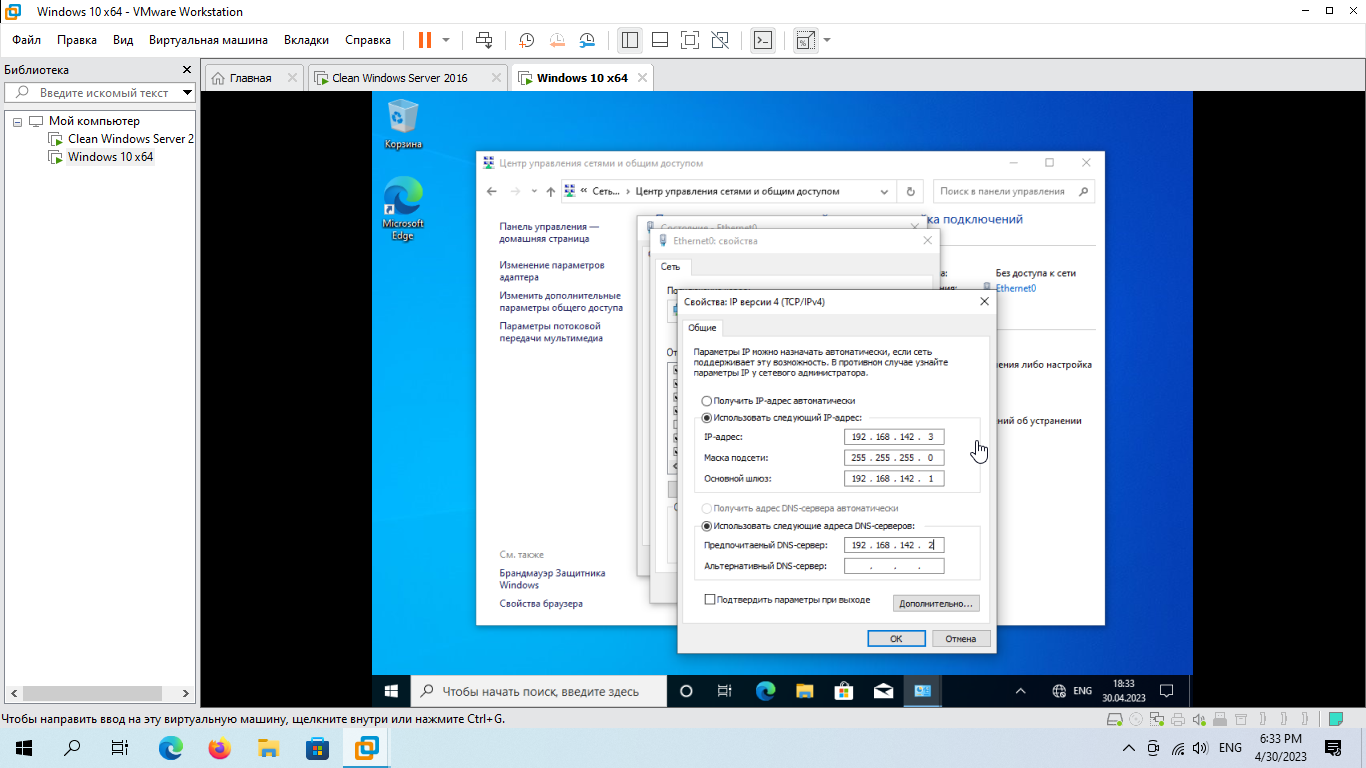 Windows 10 x64 - VMware Workstation
Файл Правка Вид Виртуальная машина Вкладки Справка
Библиотека
Введите искомый текст
Мой компьютер
Clean Windows Server 2
Windows 10 x64
Главная
Clean Windows Server 2016
Windows 10 x64
Корзина
Microsoft
Edge
Центр управления сетями и общим доступом
« Сеть... › Центр управления сетями и общим доступом
Поиск в панели управления
Панель управления —
домашняя страница
Изменение параметров
адаптера
Изменить дополнительные
параметры общего доступа
Параметры потоковой
передачи мультимедиа
См. также
Брандмауэр Защитника
Windows
Свойства браузера
ка подключений
Без доступа к сети
Ethernet0
ения либо настройка
ний об устранении
Состояние - Ethernet0
Ethernet0: свойства
Сеть
Свойства: IP версии 4 (TCP/IPv4)
Общие
Параметры IP можно назначать автоматически, если сеть
поддерживает эту возможность. В противном случае узнайте
параметры IP у сетевого администратора.
Получить IP-адрес автоматически
Использовать следующий IP-адрес:
IP-адрес: 192 . 168 . 142 . 3
Маска подсети: 255 . 255 . 255 . 0
Основной шлюз: 192 . 168 . 142 . 1
Получить адрес DNS-сервера автоматически
Использовать следующие адреса DNS-серверов:
Предпочитаемый DNS-сервер: 192 . 168 . 142 . 2
Альтернативный DNS-сервер: . . .
Подтвердить параметры при выходе
Дополнительно...
ОК
Отмена
Чтобы начать поиск, введите здесь
ENG
18:33
30.04.2023
Чтобы направить ввод на эту виртуальную машину, щелкните внутри или нажмите Ctrl+G.
ENG
6:33 PM
4/30/2023